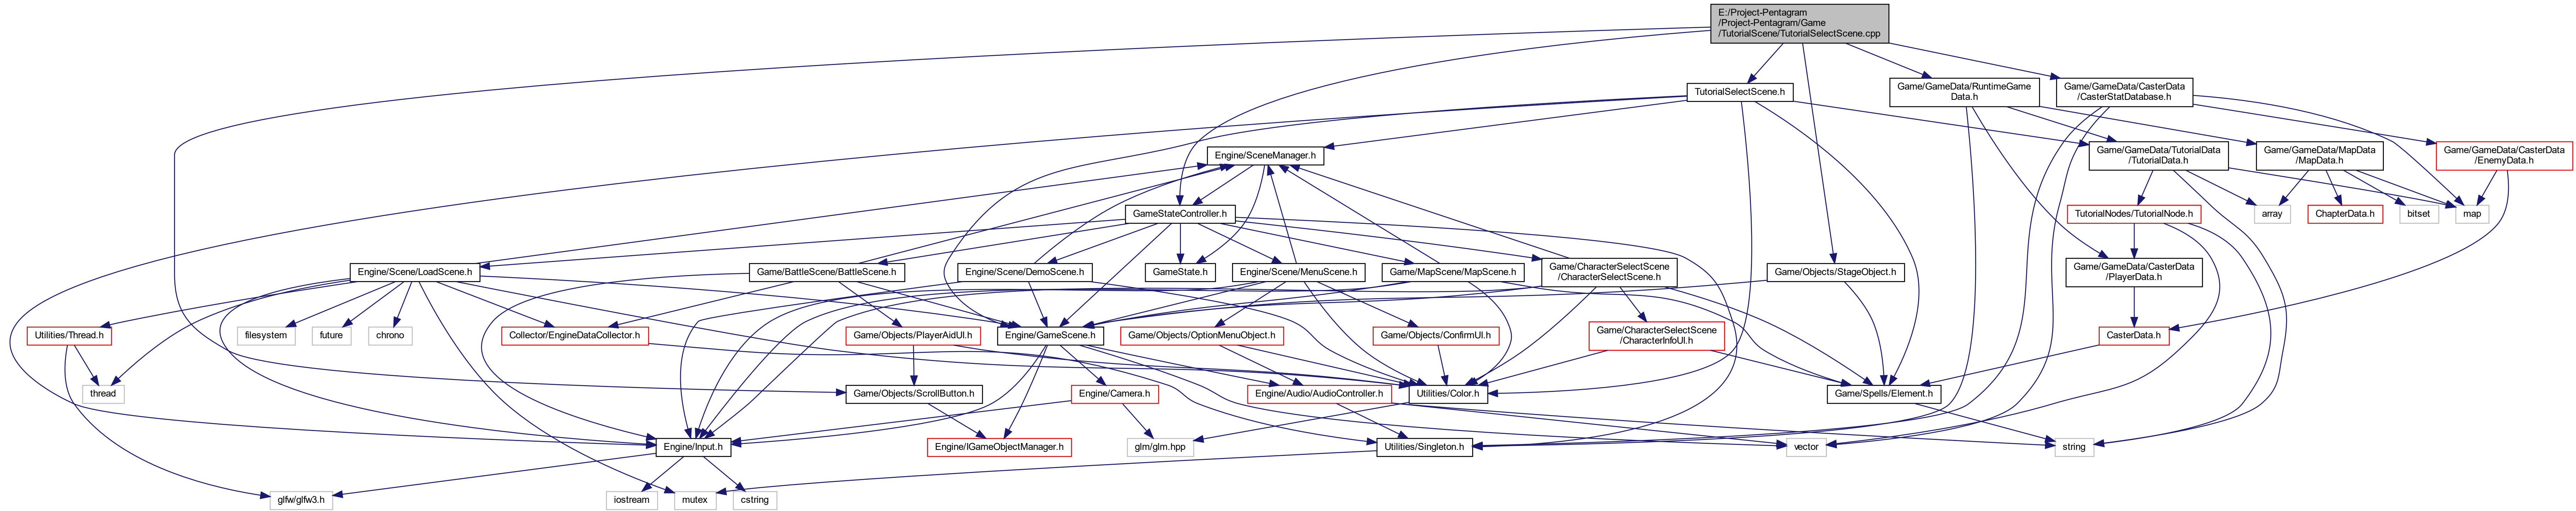 E:/Project-Pentagram
/Project-Pentagram/Game
/TutorialScene/TutorialSelectScene.cpp
TutorialSelectScene.h
Game/GameData/RuntimeGame
Data.h
Game/GameData/CasterData
/CasterStatDatabase.h
Engine/SceneManager.h
Game/GameData/TutorialData
/TutorialData.h
Game/GameData/MapData
/MapData.h
Game/GameData/CasterData
/EnemyData.h
GameStateController.h
TutorialNodes/TutorialNode.h
array
ChapterData.h
bitset
map
Engine/Scene/LoadScene.h
Game/BattleScene/BattleScene.h
Engine/Scene/DemoScene.h
GameState.h
Engine/Scene/MenuScene.h
Game/MapScene/MapScene.h
Game/CharacterSelectScene
/CharacterSelectScene.h
Game/Objects/StageObject.h
Game/GameData/CasterData
/PlayerData.h
Utilities/Thread.h
filesystem
future
chrono
Collector/EngineDataCollector.h
Game/Objects/PlayerAidUI.h
Engine/GameScene.h
Game/Objects/OptionMenuObject.h
Game/Objects/ConfirmUI.h
Game/CharacterSelectScene
/CharacterInfoUI.h
CasterData.h
thread
Game/Objects/ScrollButton.h
Engine/Camera.h
Engine/Audio/AudioController.h
Utilities/Color.h
Game/Spells/Element.h
Engine/Input.h
Engine/IGameObjectManager.h
glm/glm.hpp
Utilities/Singleton.h
vector
string
glfw/glfw3.h
iostream
mutex
cstring